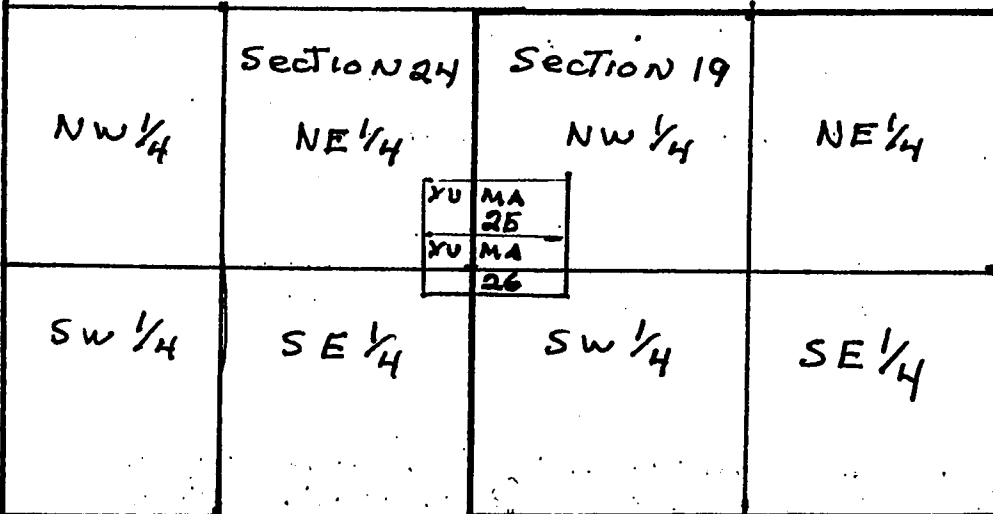 Section 24
Section 19
NW 1/4
NE 1/4
NW 1/4
NE 1/4
YU MA
25
YU MA
26
SW 1/4
SE 1/4
SW 1/4
SE 1/4